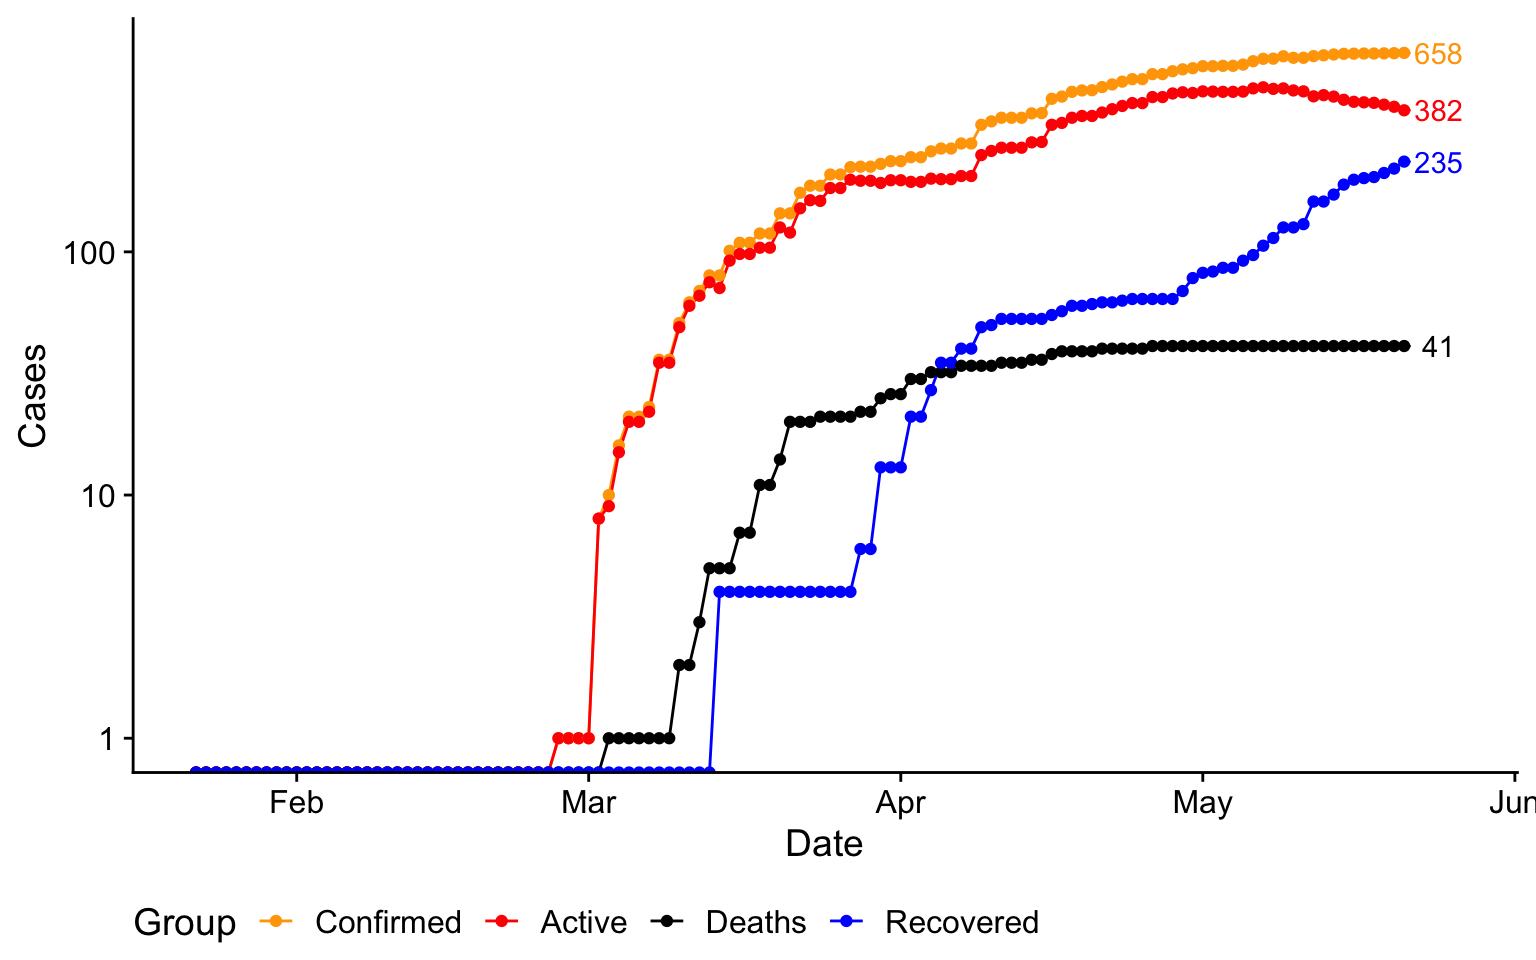 658
382
235
100
41
Cases
10
1
Feb Mar Apr May Jun
Date
Group Confirmed Active Deaths Recovered